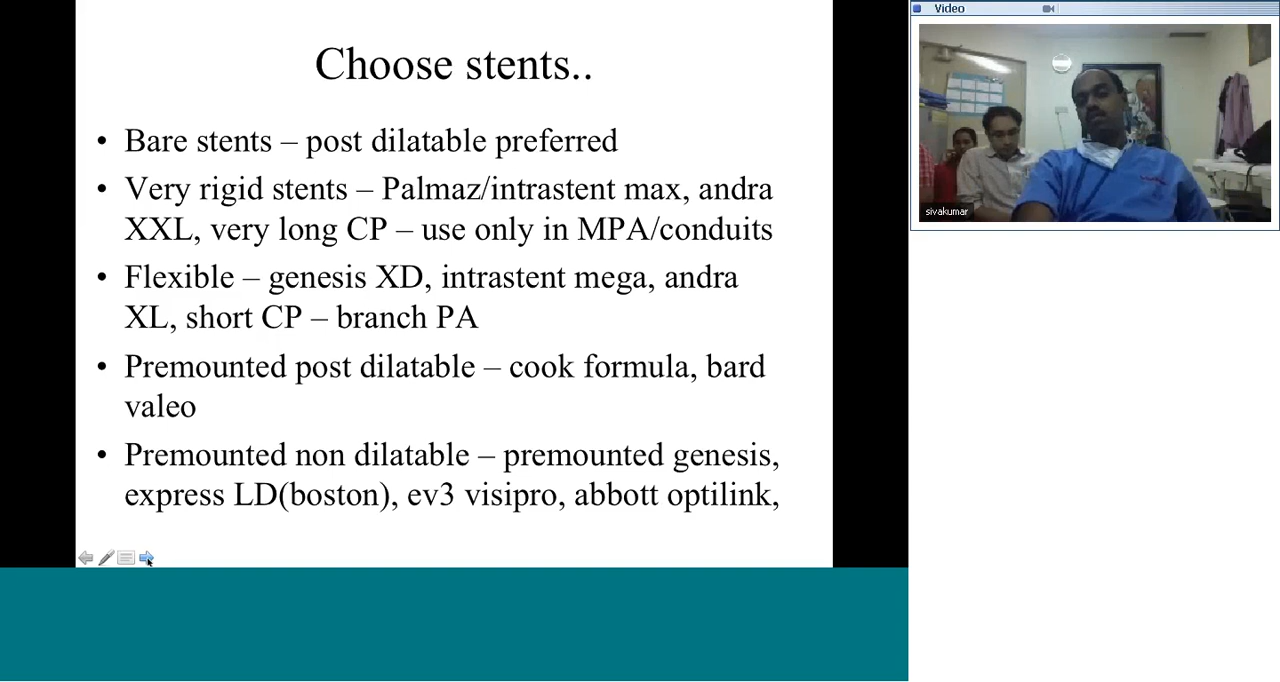 Choose stents..
• Bare stents – post dilatable preferred
• Very rigid stents – Palmaz/intrastent max, andra
XXL, very long CP – use only in MPA/conduits
• Flexible – genesis XD, intrastent mega, andra
XL, short CP – branch PA
• Premounted post dilatable – cook formula, bard
valeo
• Premounted non dilatable – premounted genesis,
express LD(boston), ev3 visipro, abbott optilink,
Video
sivakumar